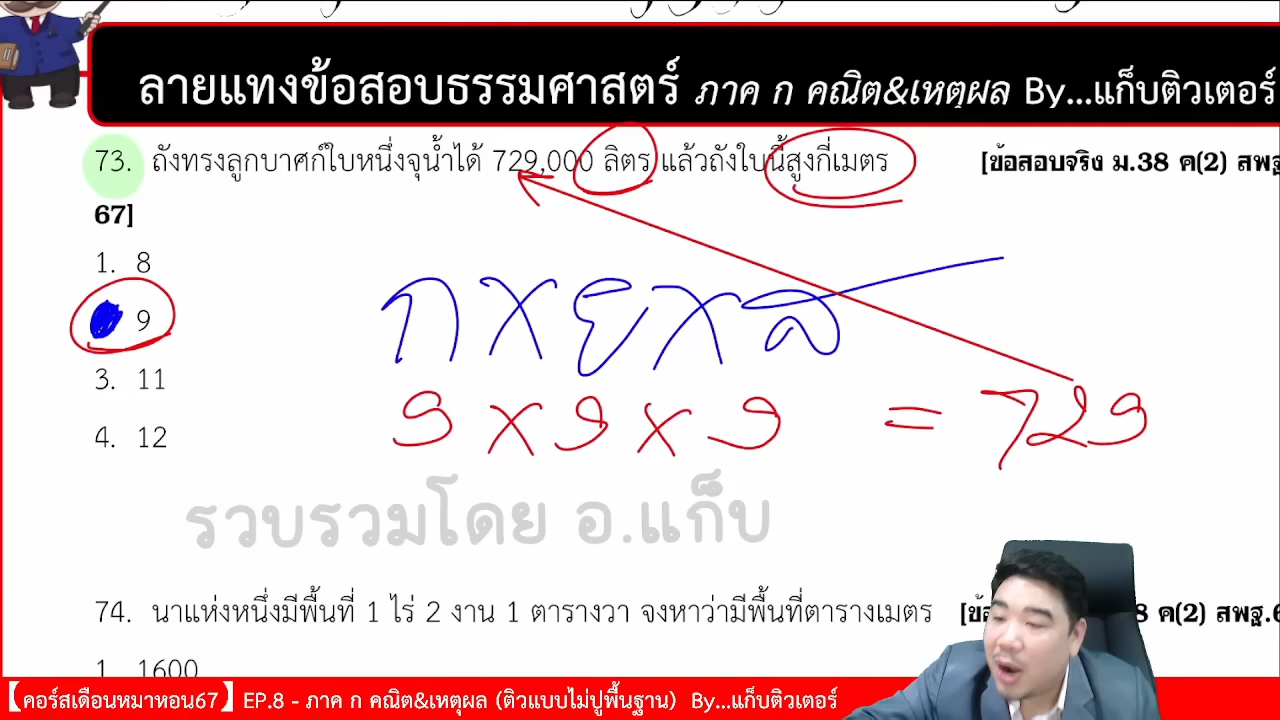 ลายแทงข้อสอบธรรมศาสตร์ ภาค ก คณิต&เหตุผล By...แก็บติวเตอร์
73. ถังทรงลูกบาศก์ใบหนึ่งจุน้ำได้ 729,000 ลิตร แล้วถังใบนี้สูงกี่เมตร [ข้อสอบจริง ม.38 ค(2) สพฐ
67]
1. 8
9
3. 11
4. 12
ก x ย x ส
9 x 9 x 9 = 729
รวบรวมโดย อ.แก็บ
74. นาแห่งหนึ่งมีพื้นที่ 1 ไร่ 2 งาน 1 ตารางวา จงหาว่ามีพื้นที่ตารางเมตร 8 ค(2) สพฐ.6
1. 1600
【คอร์สเดือนหมาหอน67】 EP.8 - ภาค ก คณิต&เหตุผล (ติวแบบไม่ปูพื้นฐาน) By...แก็บติวเตอร์